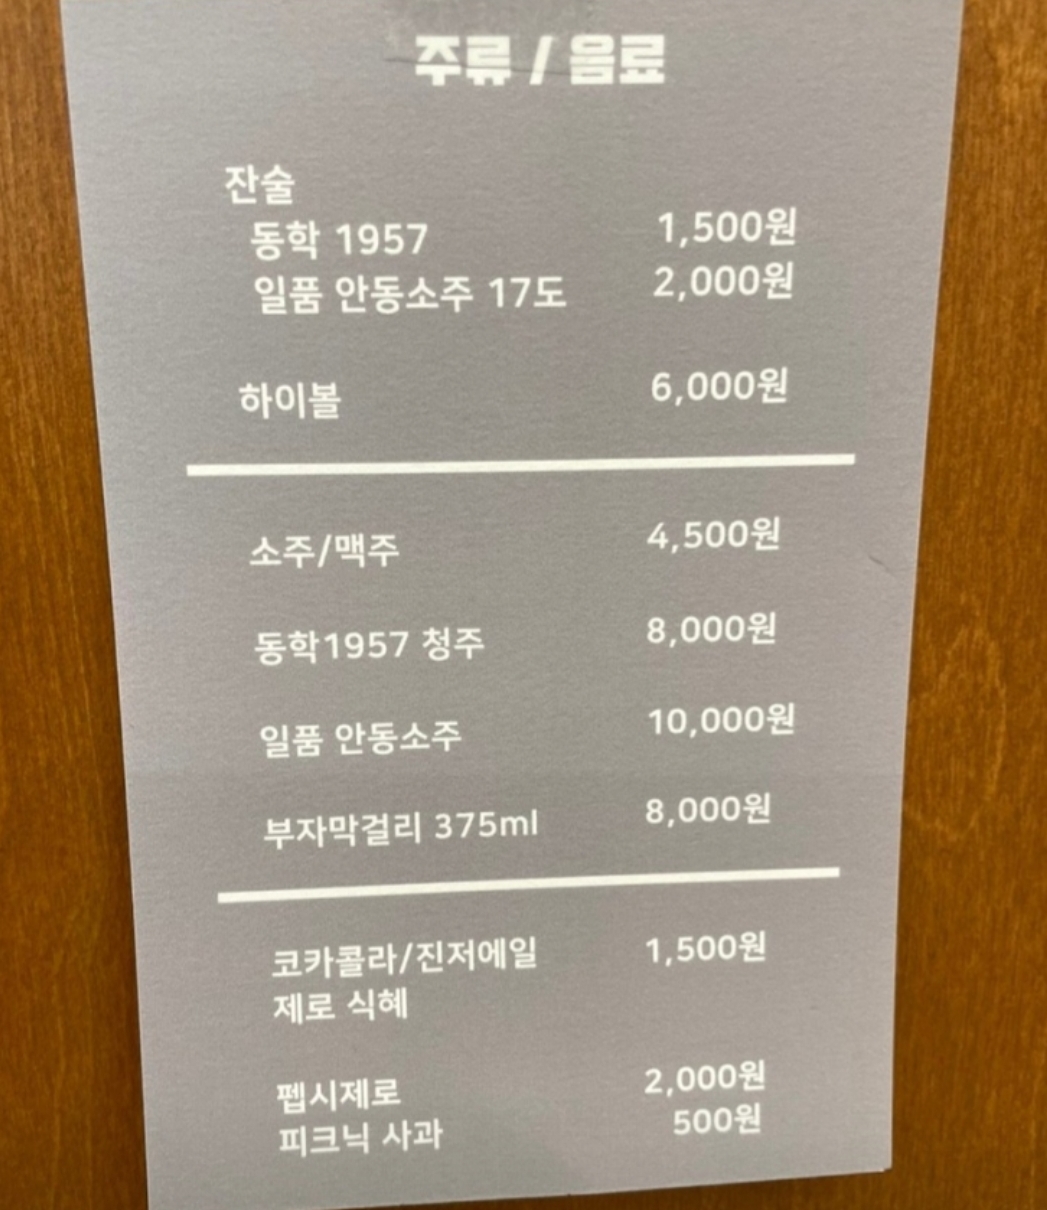 주류 / 음료
잔술
동학 1957 1,500원
일품 안동소주 17도 2,000원
하이볼 6,000원
소주/맥주 4,500원
동학1957 청주 8,000원
일품 안동소주 10,000원
부자막걸리 375ml 8,000원
코카콜라/진저에일 1,500원
제로 식혜
펩시제로 2,000원
피크닉 사과 500원